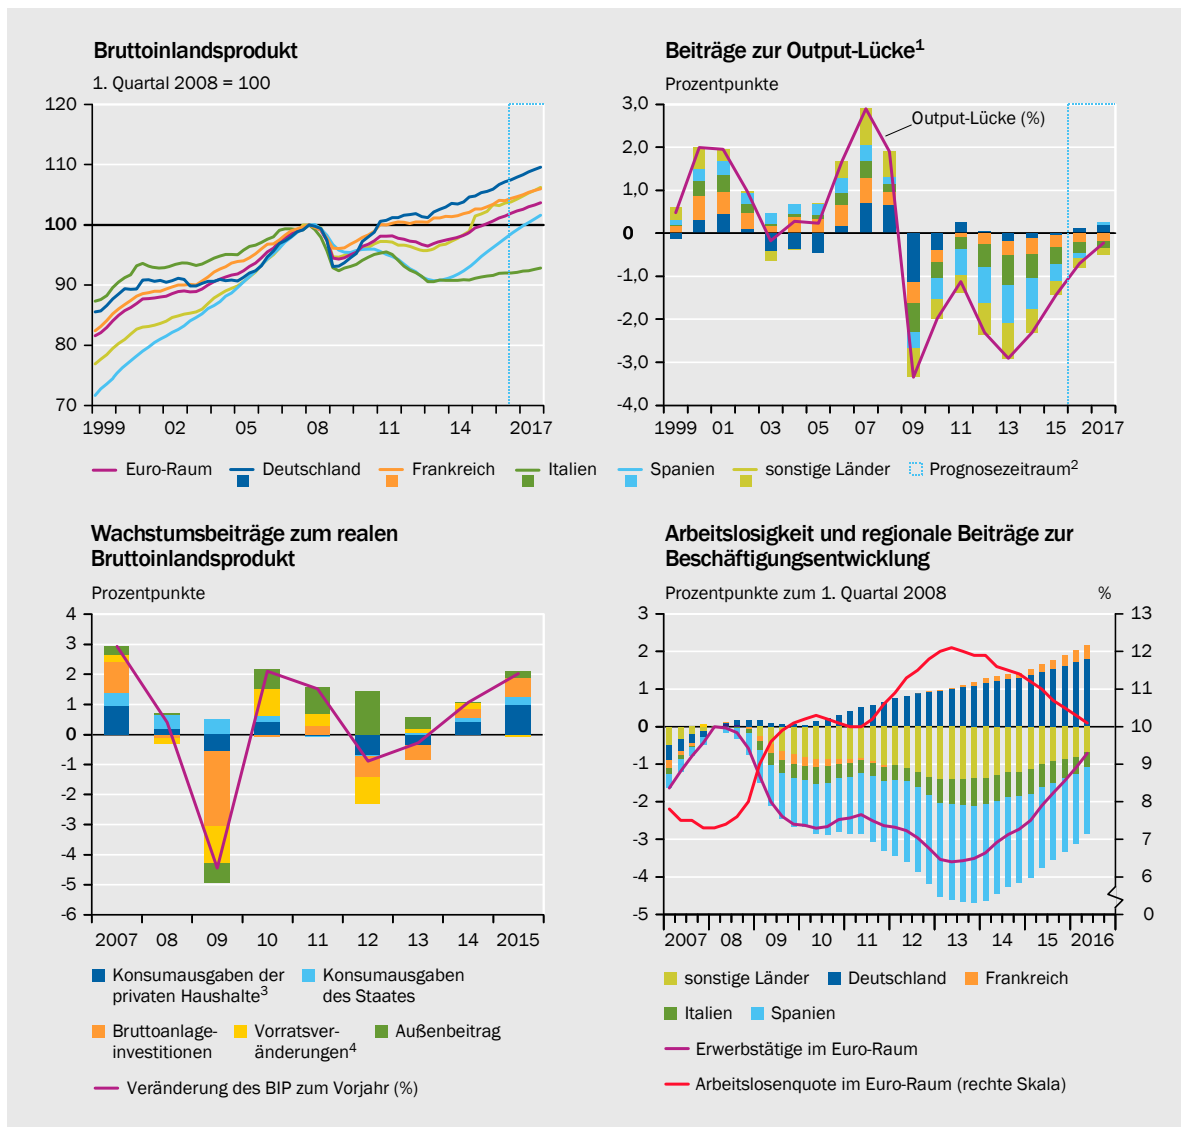 Bruttoinlandsprodukt
1. Quartal 2008 = 100
120
110
100
90
80
70
1999 02 05 08 11 14 2017
Beiträge zur Output-Lücke1
Prozentpunkte
3,0
2,0
1,0
0
-1,0
-2,0
-3,0
-4,0
Output-Lücke (%)
1999 01 03 05 07 09 11 13 15 2017
Euro-Raum Deutschland Frankreich Italien Spanien sonstige Länder Prognosezeitraum2
Wachstumsbeiträge zum realen
Bruttoinlandsprodukt
Prozentpunkte
4
3
2
1
0
-1
-2
-3
-4
-5
-6
2007 08 09 10 11 12 13 14 2015
Konsumausgaben der
privaten Haushalte3
Konsumausgaben
des Staates
Bruttoanlage-
investitionen
Vorratsver-
änderungen4
Außenbeitrag
Veränderung des BIP zum Vorjahr (%)
Arbeitslosigkeit und regionale Beiträge zur
Beschäftigungsentwicklung
Prozentpunkte zum 1. Quartal 2008 %
3 13
2 12
1 11
0 10
-1 9
-2 8
-3 7
-4 6
-5 0
2007 08 09 10 11 12 13 14 15 2016
sonstige Länder Deutschland Frankreich
Italien Spanien
Erwerbstätige im Euro-Raum
Arbeitslosenquote im Euro-Raum (rechte Skala)